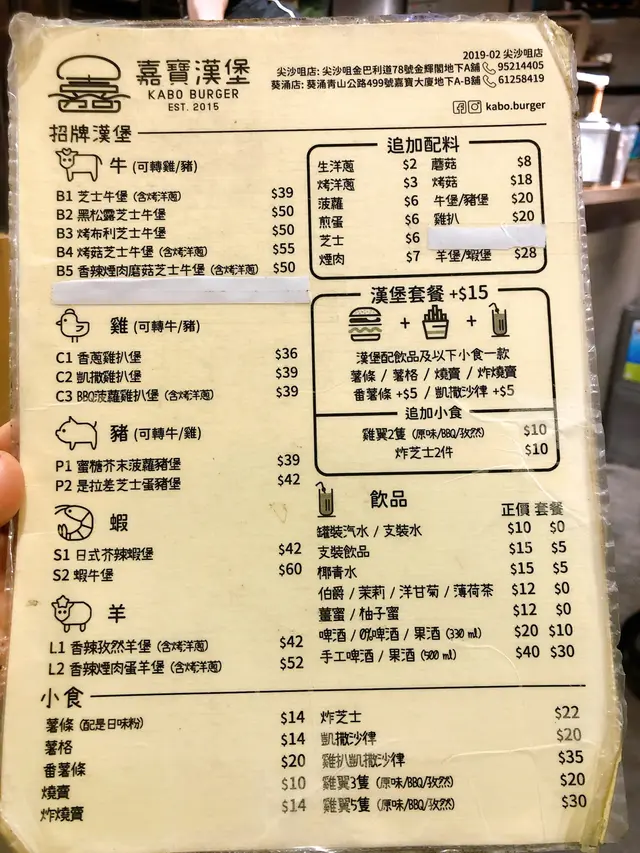 嘉寶漢堡
KABO BURGER
EST. 2015
2019-02 尖沙咀店
尖沙咀店: 尖沙咀金巴利道78號金輝閣地下A舖 95214405
葵涌店: 葵涌青山公路499號嘉寶大廈地下A-B舖 61258419
kabo.burger
招牌漢堡
牛 (可轉雞/豬)
B1 芝士牛堡 (含烤洋蔥) $39
B2 黑松露芝士牛堡 $50
B3 烤布利芝士牛堡 $50
B4 烤菇芝士牛堡 (含烤洋蔥) $55
B5 香辣煙肉蘑菇芝士牛堡 (含烤洋蔥) $50
雞 (可轉牛/豬)
C1 香蔥雞扒堡 $36
C2 凱撒雞扒堡 $39
C3 BBQ菠蘿雞扒堡 (含烤洋蔥) $39
豬 (可轉牛/雞)
P1 蜜糖芥末菠蘿豬堡 $39
P2 是拉差芝士蛋豬堡 $42
蝦
S1 日式芥辣蝦堡 $42
S2 蝦牛堡 $60
羊
L1 香辣孜然羊堡 (含烤洋蔥) $42
L2 香辣煙肉蛋羊堡 (含烤洋蔥) $52
追加配料
生洋蔥 $2 蘑菇 $8
烤洋蔥 $3 烤菇 $18
菠蘿 $6 牛堡/豬堡 $20
煎蛋 $6 雞扒 $20
芝士 $6
煙肉 $7 羊堡/蝦堡 $28
漢堡套餐 +$15
+ +
漢堡配飲品及以下小食一款
薯條 / 薯格 / 燒賣 / 炸燒賣
番薯條 +$5 / 凱撒沙律 +$5
追加小食
雞翼2隻 (原味/BBQ/孜然) $10
炸芝士2件 $10
飲品 正價 套餐
罐裝汽水 / 支裝水 $10 $0
支裝飲品 $15 $5
椰青水 $15 $5
伯爵 / 茉莉 / 洋甘菊 / 薄荷茶 $12 $0
薑蜜 / 柚子蜜 $12 $0
啤酒 / 0%啤酒 / 果酒 (330 ml) $20 $10
手工啤酒 / 果酒 (500 ml) $40 $30
小食
薯條 (配是日味粉) $14
薯格 $14
番薯條 $20
燒賣 $10
炸燒賣 $14
炸芝士 $22
凱撒沙律 $20
雞扒凱撒沙律 $35
雞翼3隻 (原味/BBQ/孜然) $20
雞翼5隻 (原味/BBQ/孜然) $30